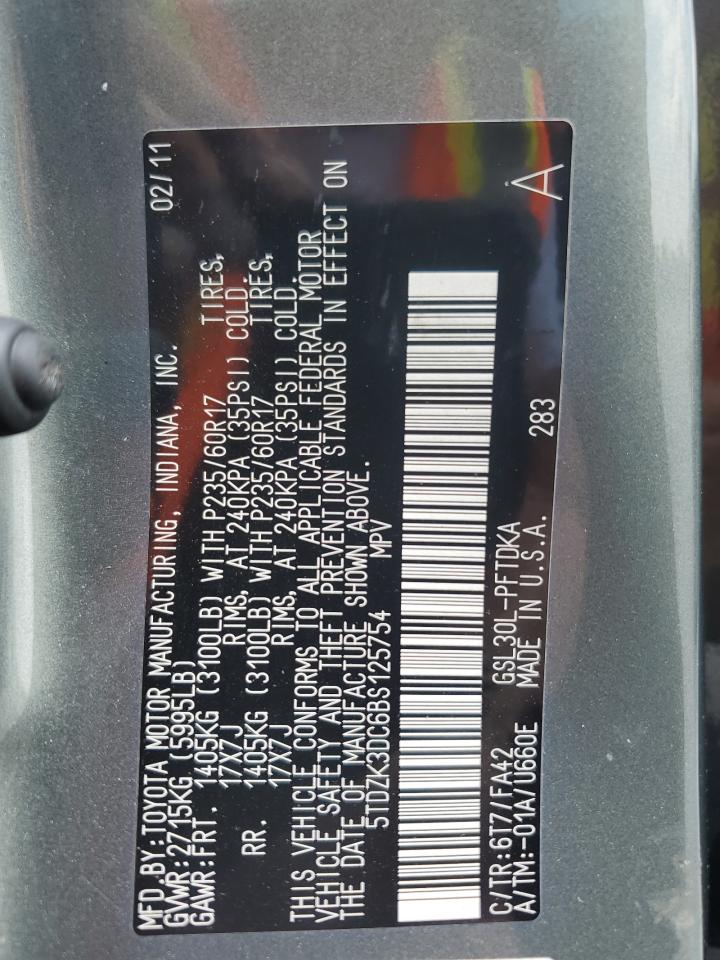 MFD.BY:TOYOTA MOTOR MANUFACTURING, INDIANA, INC. 02/11
GVWR:2715KG (5995LB)
GAWR:FRT. 1405KG (3100LB) WITH P235/60R17 TIRES,
17X7J RIMS, AT 240KPA (35PSI) COLD.
RR. 1405KG (3100LB) WITH P235/60R17 TIRES,
17X7J RIMS, AT 240KPA (35PSI) COLD.
THIS VEHICLE CONFORMS TO ALL APPLICABLE FEDERAL MOTOR
VEHICLE SAFETY AND THEFT PREVENTION STANDARDS IN EFFECT ON
THE DATE OF MANUFACTURE SHOWN ABOVE.
5TDZK3DC6BS125754 MPV
C/TR:6T7/FA42 GSL30L-PFTDKA
A/TM:-01A/U660E MADE IN U.S.A. 283 A